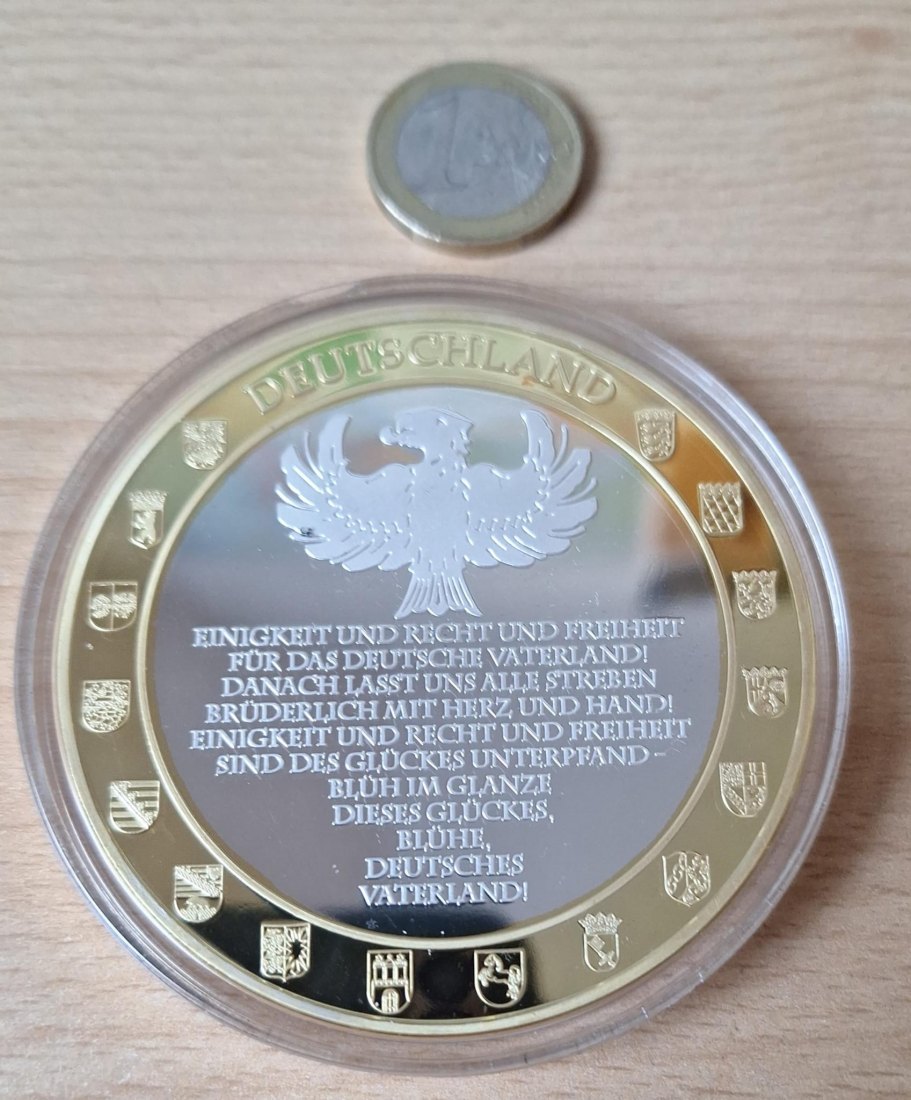 1
DEUTSCHLAND
EINIGKEIT UND RECHT UND FREIHEIT
FÜR DAS DEUTSCHE VATERLAND!
DANACH LASST UNS ALLE STREBEN
BRÜDERLICH MIT HERZ UND HAND!
EINIGKEIT UND RECHT UND FREIHEIT
SIND DES GLÜCKES UNTERPFAND –
BLÜH IM GLANZE
DIESES GLÜCKES,
BLÜHE,
DEUTSCHES
VATERLAND!